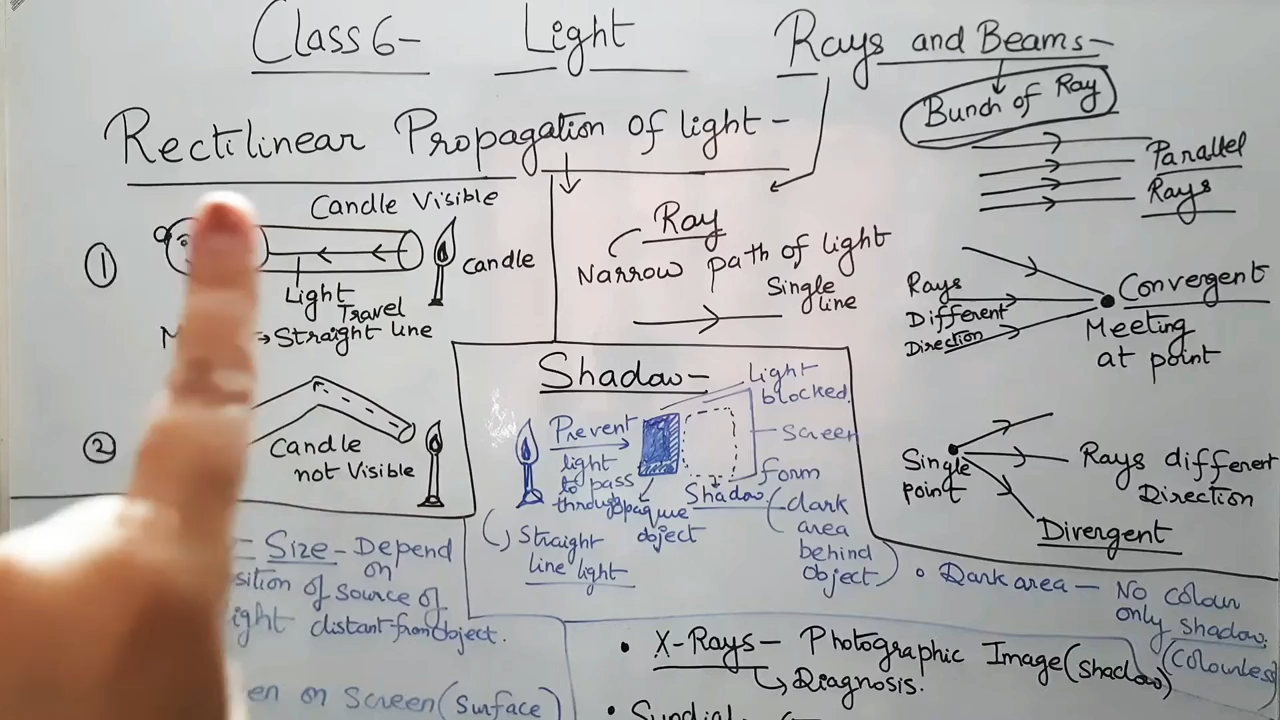 Class 6-
Light
Rays and Beams-
Bunch of Ray
Rectilinear Propagation of light-
Parallel
Rays
Candle Visible
①
Candle
Light
Travel
→ Straight line
Ray
Narrow path of light
Single
line
Rays
Different
Direction
Convergent
Meeting
at point
②
Candle
not Visible
Shadow-
Light
blocked.
Prevent
light
to pass
through
opaque
object
Screen
form
Shadow
(dark
area
behind
object)
Straight
line light
Single
point
Rays different
Direction
Divergent
= Size - Depend
on
sition of source of
ight distant from object.
en on screen (surface
Dark area — No colour
only shadow.
(Colourless)
• X-Rays— Photographic Image (shadow)
Diagnosis.
• Sundial-